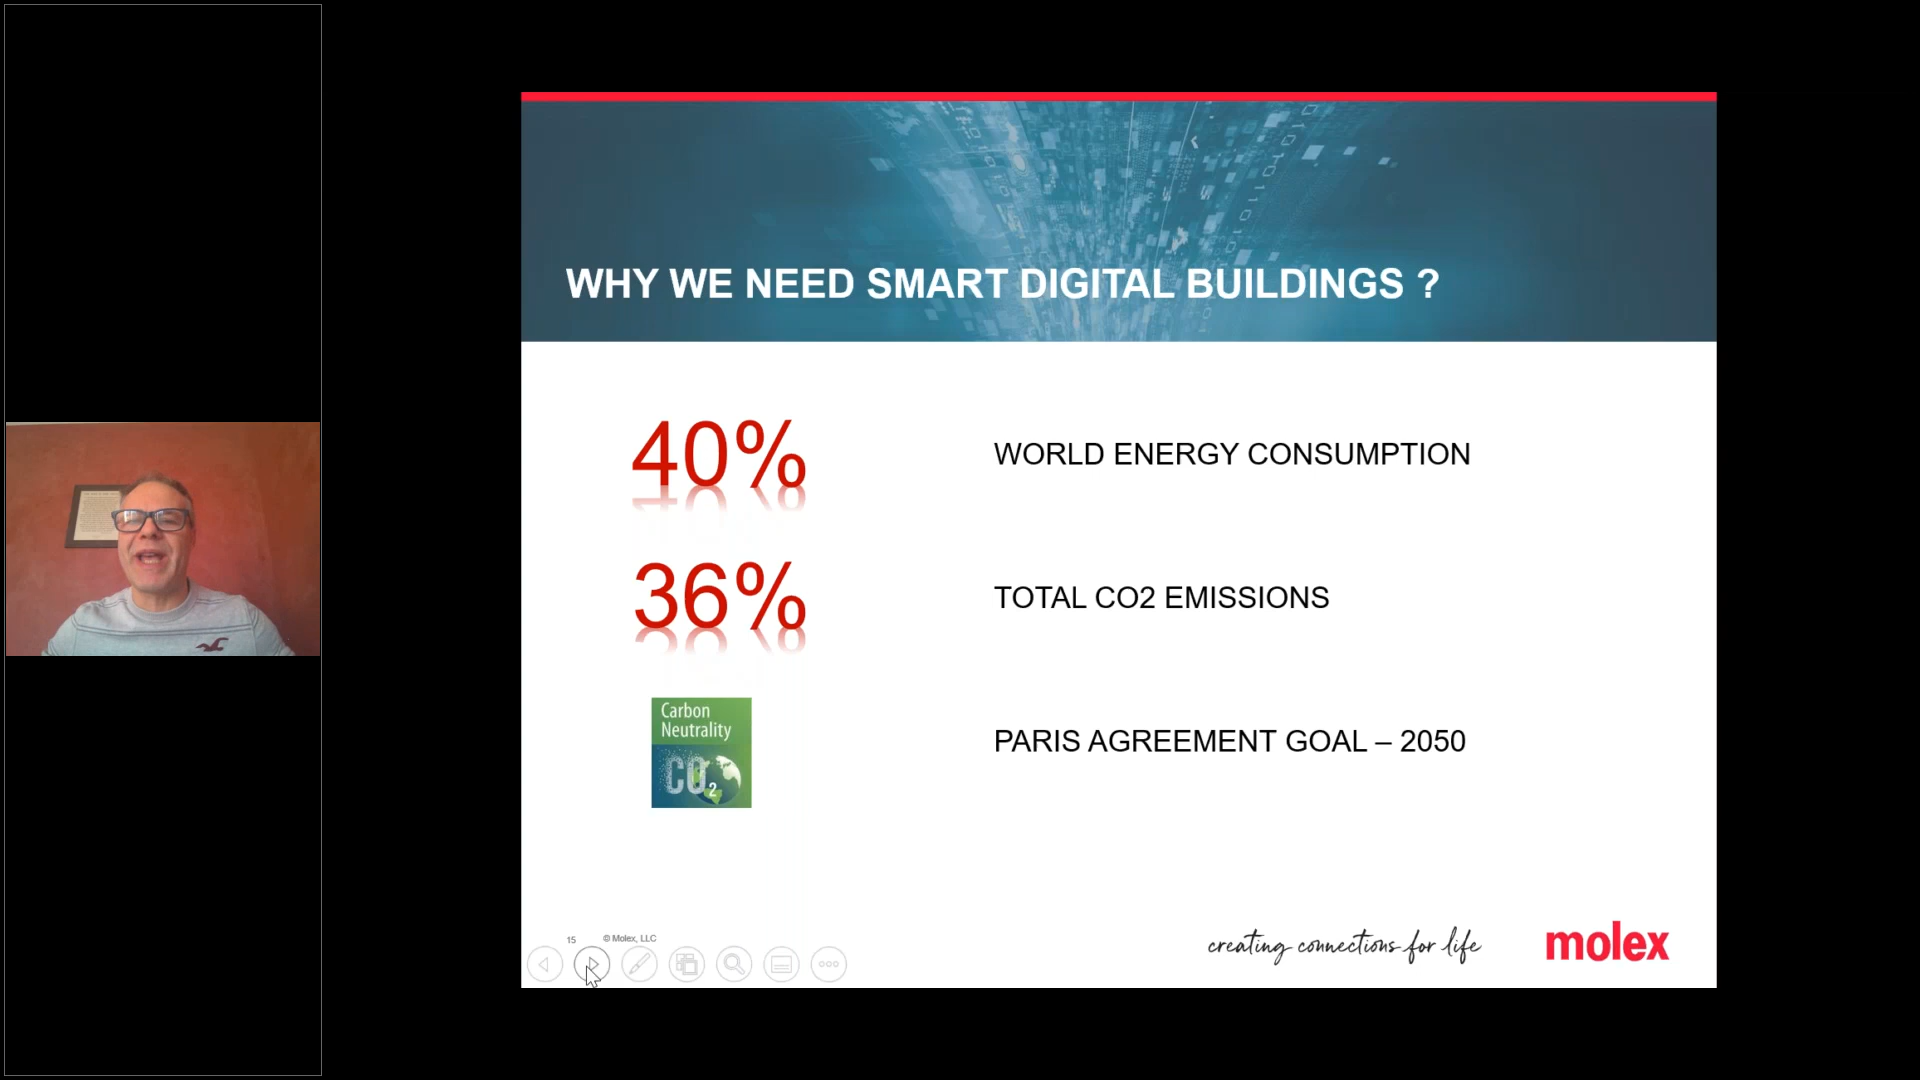 WHY WE NEED SMART DIGITAL BUILDINGS ?
40%
WORLD ENERGY CONSUMPTION
36%
TOTAL CO2 EMISSIONS
Carbon
Neutrality
CO2
PARIS AGREEMENT GOAL – 2050
15
© Molex, LLC
creating connections for life
molex